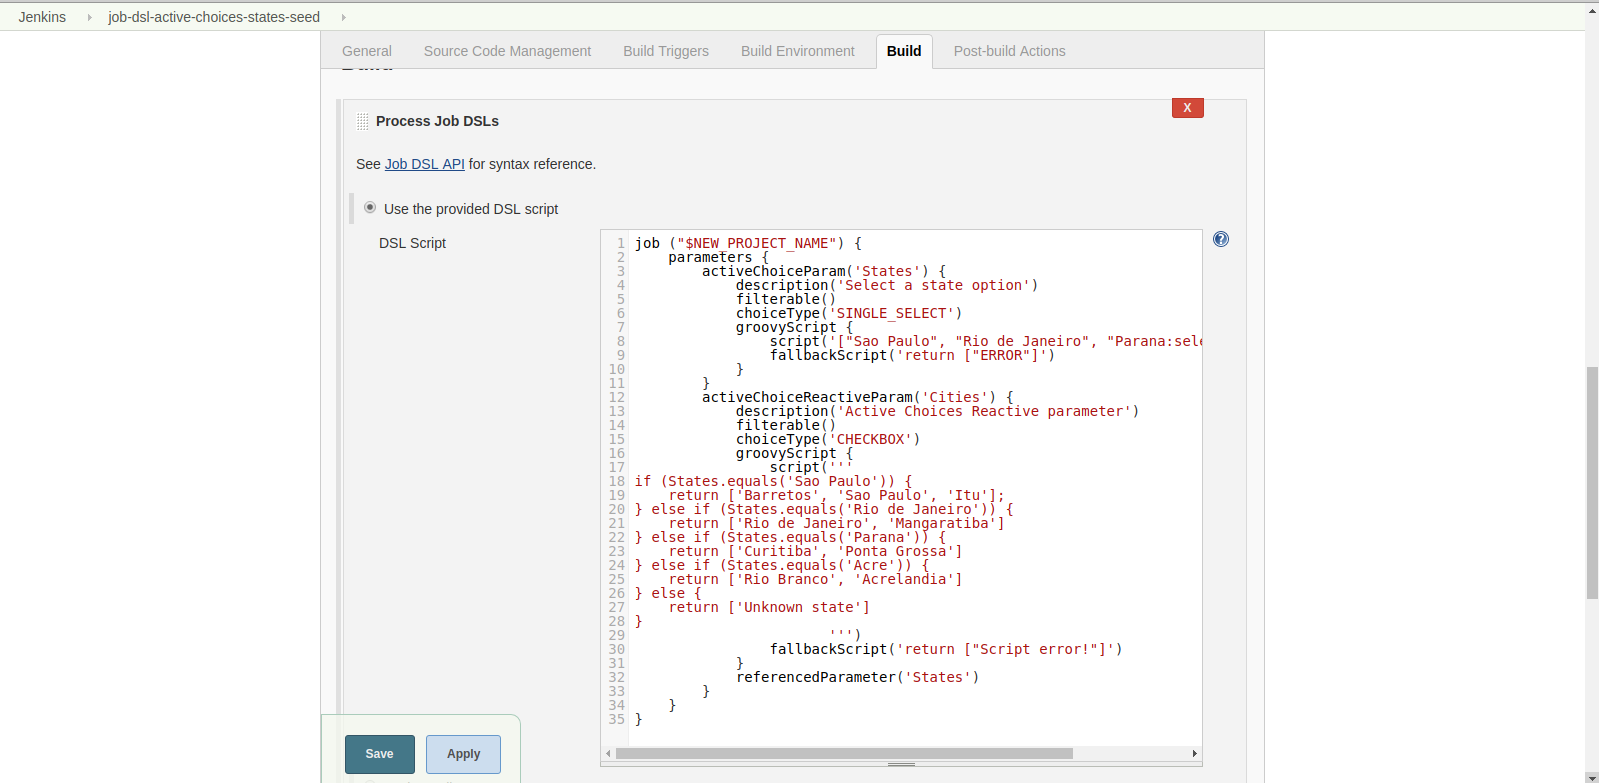 Jenkins job-dsl-active-choices-states-seed
General Source Code Management Build Triggers Build Environment Build Post-build Actions
X
Process Job DSLs
See Job DSL API for syntax reference.
Use the provided DSL script
DSL Script
?
1 job ("$NEW_PROJECT_NAME") {
2     parameters {
3         activeChoiceParam('States') {
4             description('Select a state option')
5             filterable()
6             choiceType('SINGLE_SELECT')
7             groovyScript {
8                 script('["Sao Paulo", "Rio de Janeiro", "Parana:sele
9                 fallbackScript('return ["ERROR"]')
10             }
11         }
12         activeChoiceReactiveParam('Cities') {
13             description('Active Choices Reactive parameter')
14             filterable()
15             choiceType('CHECKBOX')
16             groovyScript {
17                 script('''
18 if (States.equals('Sao Paulo')) {
19     return ['Barretos', 'Sao Paulo', 'Itu'];
20 } else if (States.equals('Rio de Janeiro')) {
21     return ['Rio de Janeiro', 'Mangaratiba']
22 } else if (States.equals('Parana')) {
23     return ['Curitiba', 'Ponta Grossa']
24 } else if (States.equals('Acre')) {
25     return ['Rio Branco', 'Acrelandia']
26 } else {
27     return ['Unknown state']
28 }
29                        ''')
30                 fallbackScript('return ["Script error!"]')
31             }
32             referencedParameter('States')
33         }
34     }
35 }
Save Apply